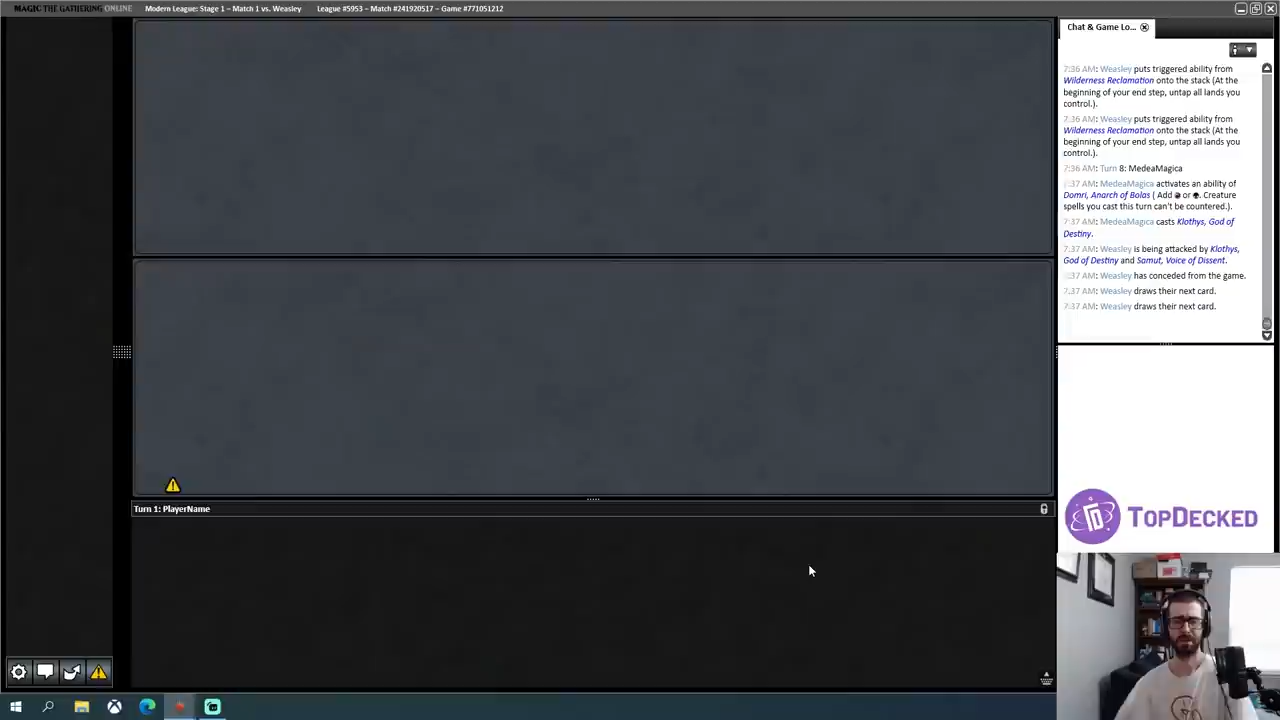 MAGIC THE GATHERING ONLINE
Modern League: Stage 1 – Match 1 vs. Weasley
League #5953 – Match #241920517 – Game #771051212
Chat & Game Lo...
7:36 AM: Weasley puts triggered ability from
Wilderness Reclamation onto the stack (At the
beginning of your end step, untap all lands you
control.).
7:36 AM: Weasley puts triggered ability from
Wilderness Reclamation onto the stack (At the
beginning of your end step, untap all lands you
control.).
7:36 AM: Turn 8: MedeaMagica
7:37 AM: MedeaMagica activates an ability of
Domri, Anarch of Bolas ( Add or . Creature
spells you cast this turn can't be countered.).
7:37 AM: MedeaMagica casts Klothys, God of
Destiny.
7:37 AM: Weasley is being attacked by Klothys,
God of Destiny and Samut, Voice of Dissent.
7:37 AM: Weasley has conceded from the game.
7:37 AM: Weasley draws their next card.
7:37 AM: Weasley draws their next card.
Turn 1: PlayerName
TOPDECKED